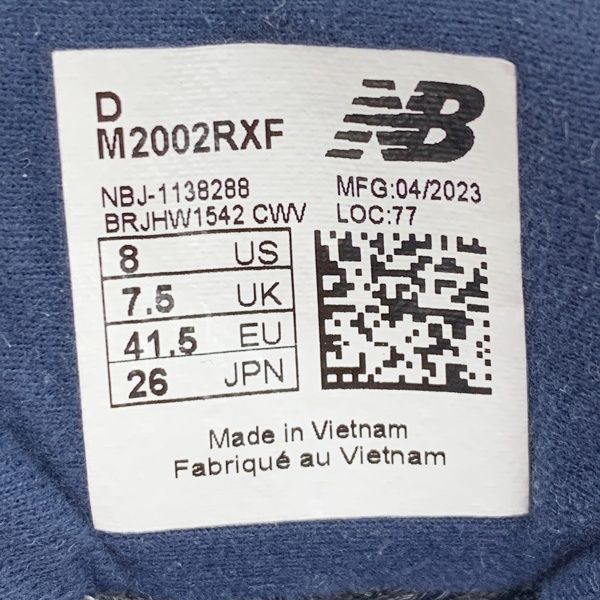 D
M2002RXF
NB
NBJ-1138288
BRJHW1542 CWV
MFG:04/2023
LOC:77
8 US
7.5 UK
41.5 EU
26 JPN
Made in Vietnam
Fabriqué au Vietnam